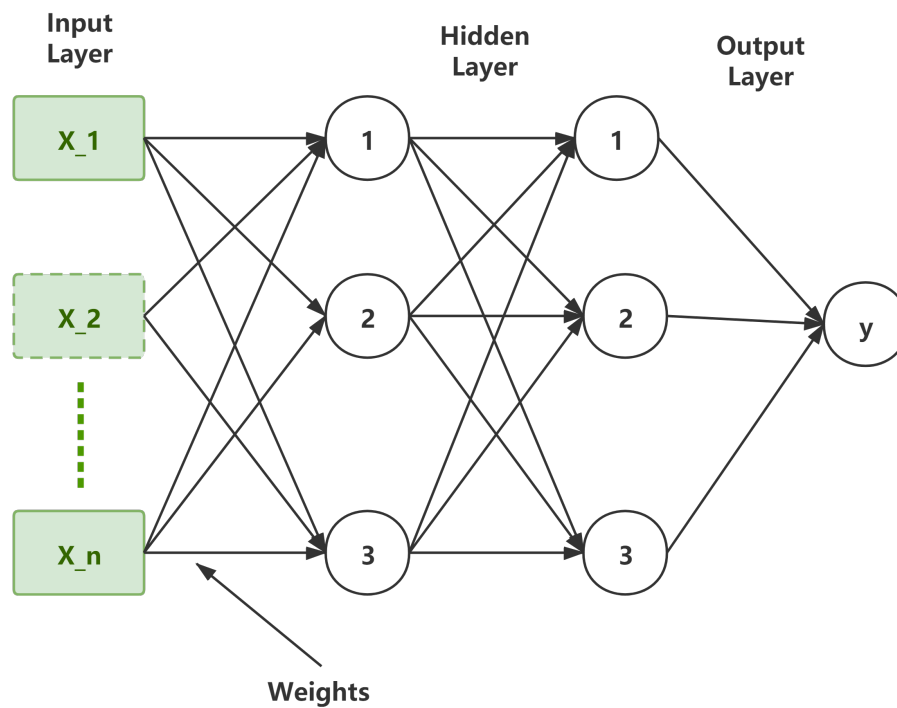 Input
Layer
Hidden
Layer
Output
Layer
X_1
1
1
X_2
2
2
y
X_n
3
3
Weights